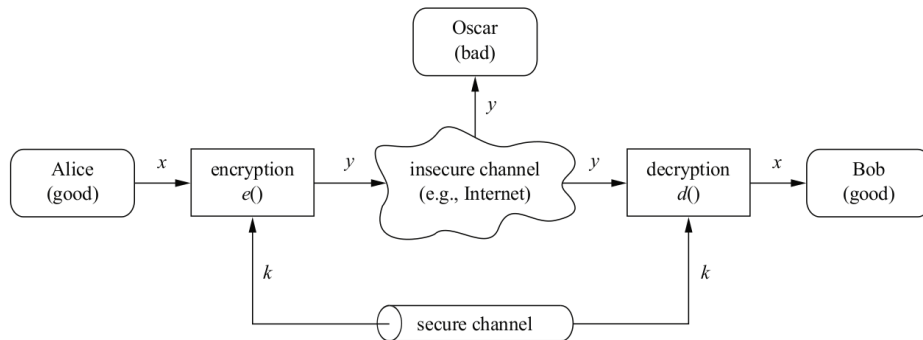 Oscar
(bad)
y
Alice
(good)
x
encryption
e()
y
insecure channel
(e.g., Internet)
y
decryption
d()
x
Bob
(good)
k
k
secure channel